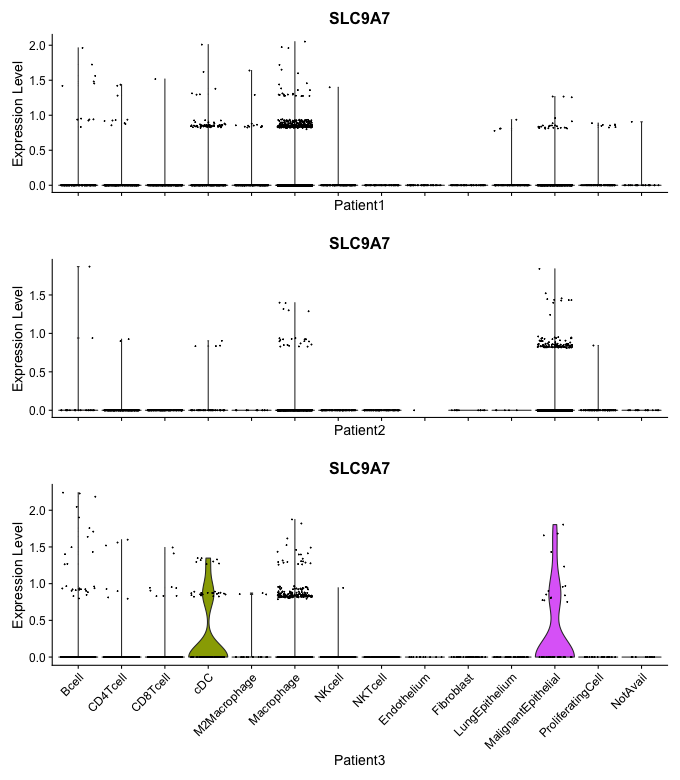 SLC9A7
Expression Level
2.0
1.5
1.0
0.5
0.0
Patient1
SLC9A7
Expression Level
1.5
1.0
0.5
0.0
Patient2
SLC9A7
Expression Level
2.0
1.5
1.0
0.5
0.0
Bcell
CD4Tcell
CD8Tcell
cDC
M2Macrophage
Macrophage
NKcell
NKTcell
Endothelium
Fibroblast
LungEpithelium
MalignantEpithelial
ProliferatingCell
NotAvail
Patient3